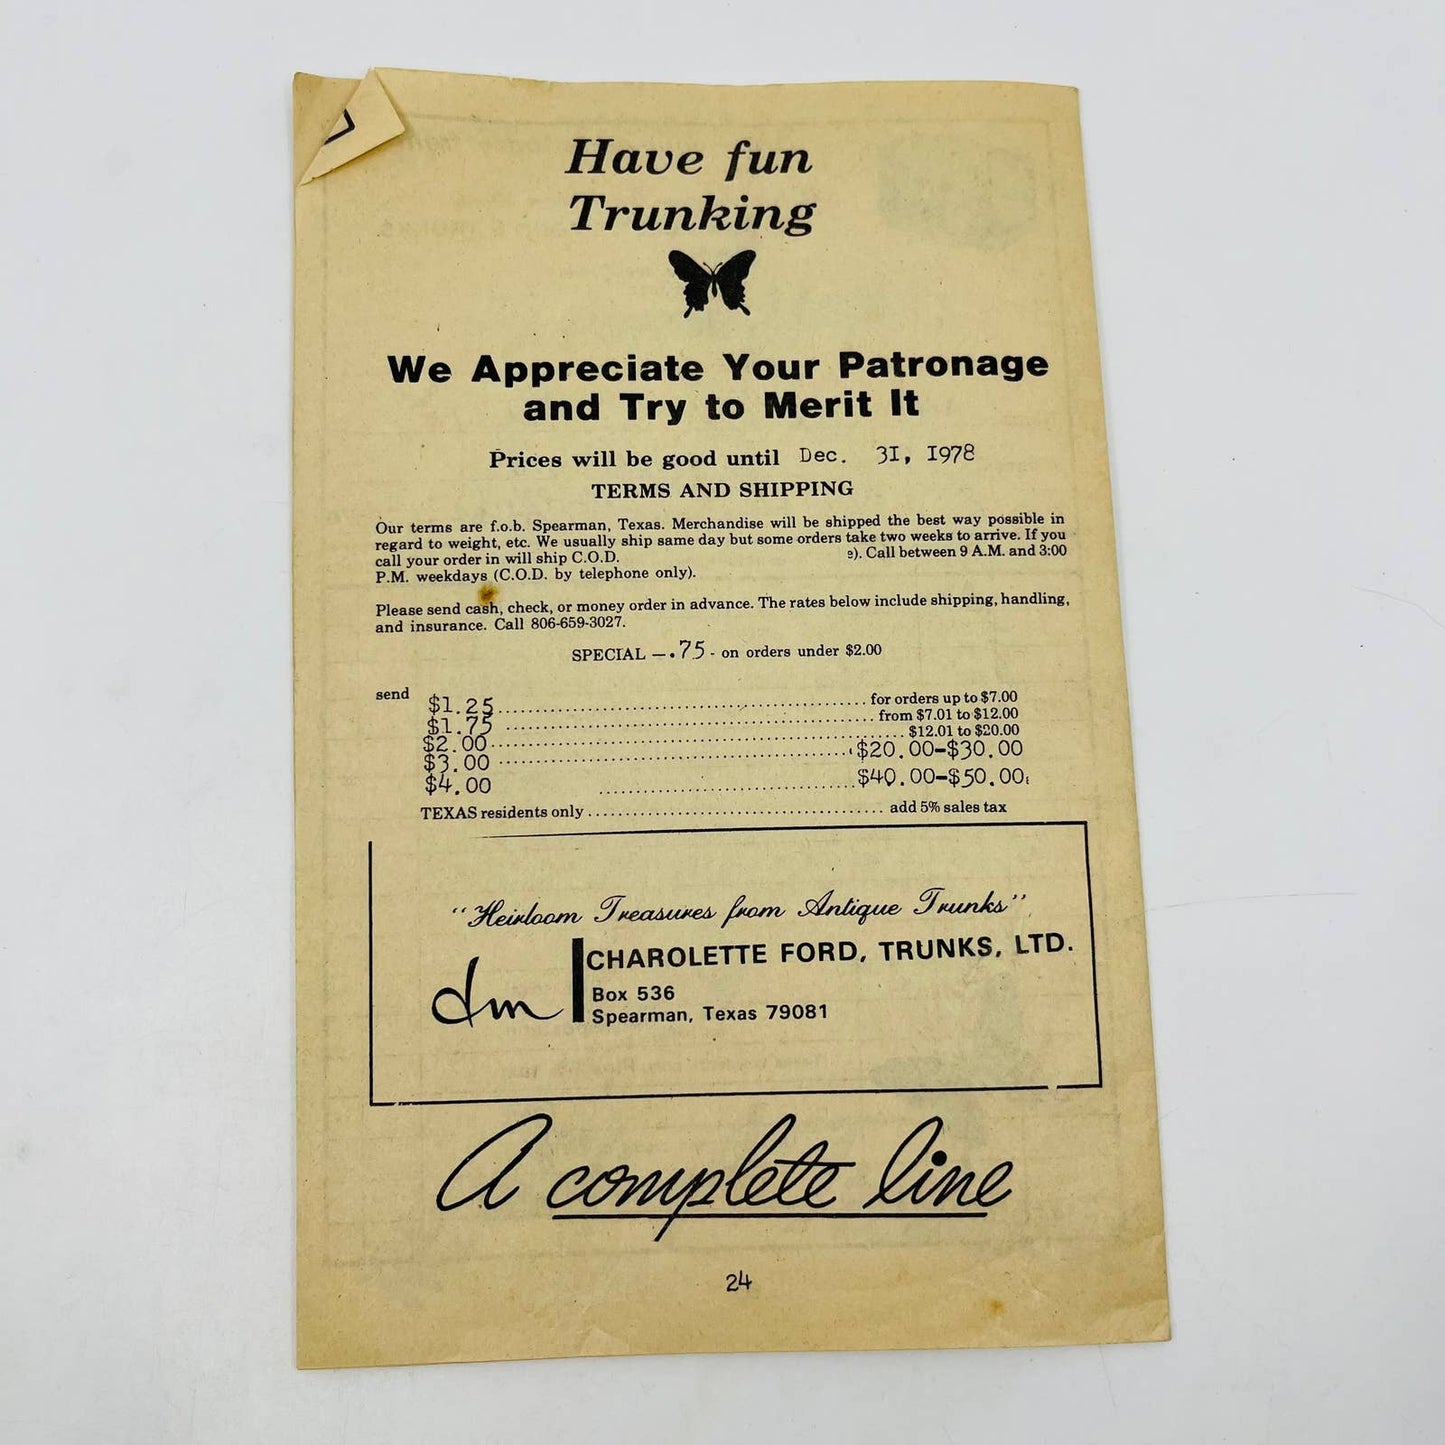 Have fun
Trunking
We Appreciate Your Patronage
and Try to Merit It
Prices will be good until Dec. 31, 1978
TERMS AND SHIPPING
Our terms are f.o.b. Spearman, Texas. Merchandise will be shipped the best way possible in
regard to weight, etc. We usually ship same day but some orders take two weeks to arrive. If you
call your order in will ship C.O.D. e). Call between 9 A.M. and 3:00
P.M. weekdays (C.O.D. by telephone only).
Please send cash, check, or money order in advance. The rates below include shipping, handling,
and insurance. Call 806-659-3027.
SPECIAL —.75- on orders under $2.00
send
$1.25 for orders up to $7.00
$1.75 from $7.01 to $12.00
$2.00 $12.01 to $20.00
$3.00 $20.00-$30.00
$4.00 $40.00-$50.00
TEXAS residents only add 5% sales tax
"Heirloom Treasures from Antique Trunks"
CHAROLETTE FORD, TRUNKS, LTD.
Box 536
Spearman, Texas 79081
A complete line
24